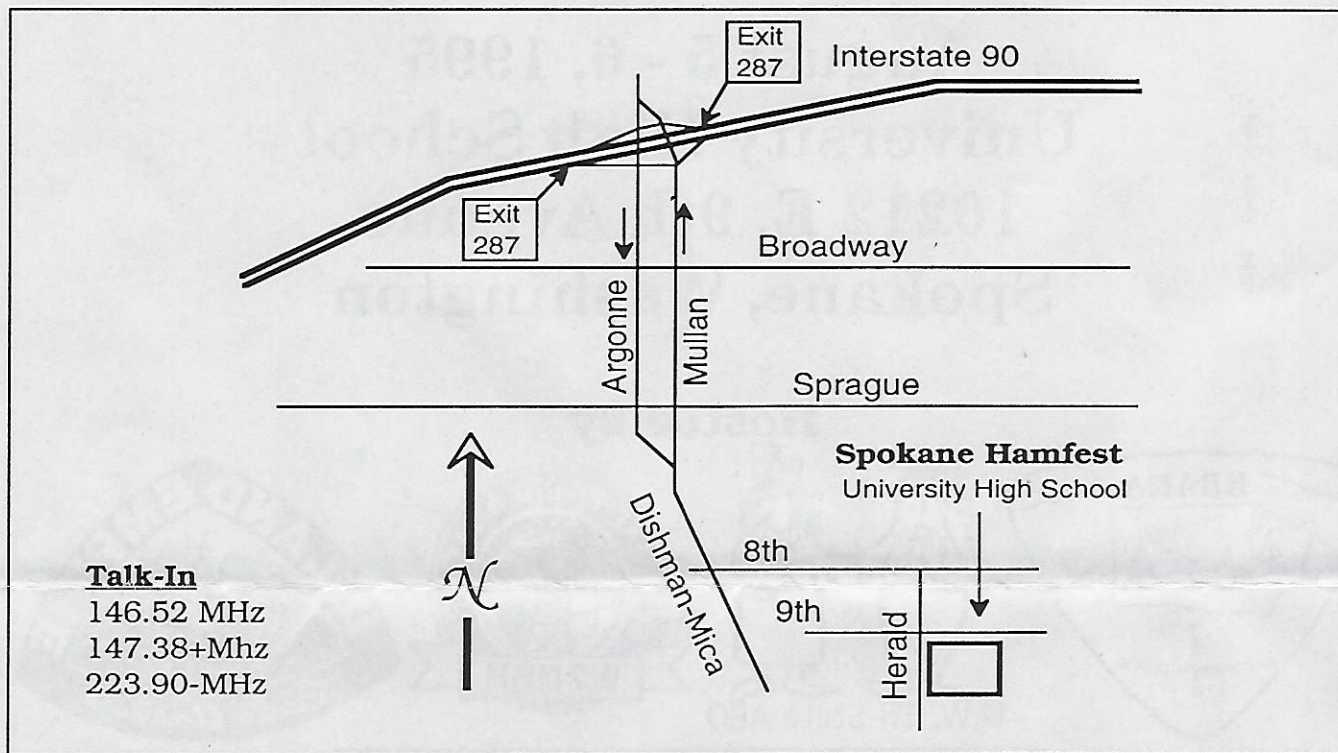 Exit
287
Interstate 90
Exit
287
Broadway
Argonne
Mullan
Sprague
Spokane Hamfest
University High School
Dishman-Mica
8th
9th
Herald
N
Talk-In
146.52 MHz
147.38+Mhz
223.90-MHz